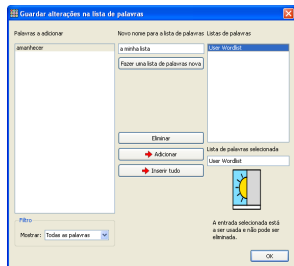 Guardar alterações na lista de palavras
Palavras a adicionar
amanhecer
Filtro
Mostrar: Todas as palavras
Novo nome para a lista de palavras
a minha lista
Fazer uma lista de palavras nova
Eliminar
Adicionar
Inserir tudo
Listas de palavras
User Wordlist
Lista de palavras selecionada
User Wordlist
A entrada selecionada está
a ser usada e não pode ser
eliminada.
OK